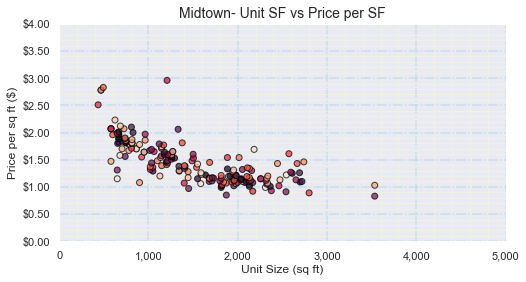 Midtown- Unit SF vs Price per SF
$4.00
$3.50
$3.00
$2.50
$2.00
$1.50
$1.00
$0.50
$0.00
Price per sq ft ($)
0 1,000 2,000 3,000 4,000 5,000
Unit Size (sq ft)